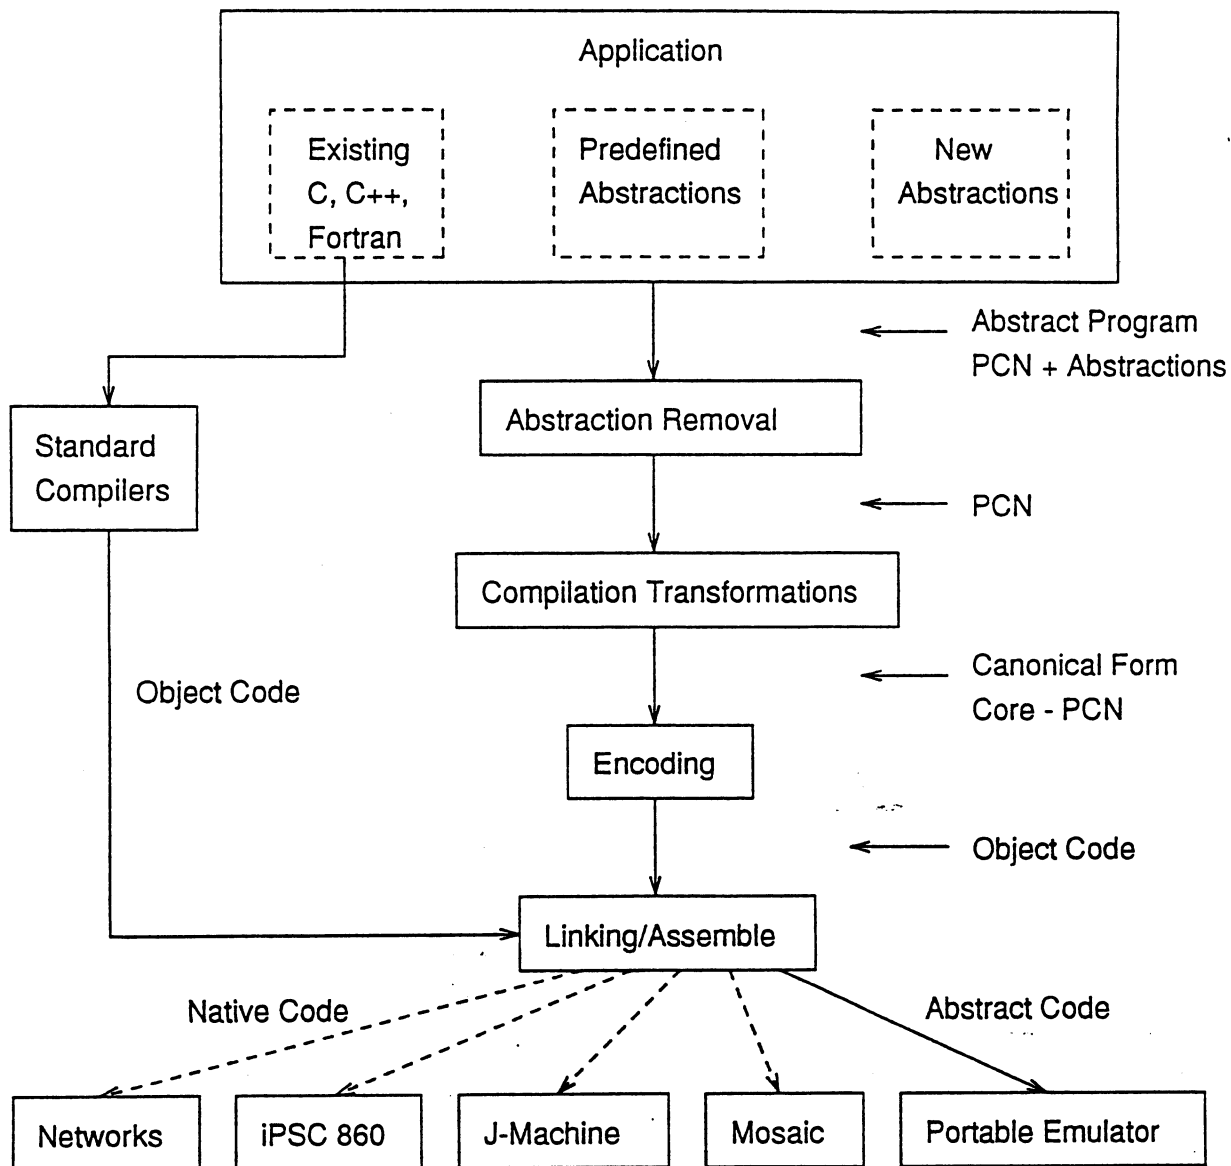 Application
Existing
C, C++,
Fortran
Predefined
Abstractions
New
Abstractions
Abstract Program
PCN + Abstractions
Abstraction Removal
Standard
Compilers
PCN
Compilation Transformations
Canonical Form
Core - PCN
Object Code
Encoding
Object Code
Linking/Assemble
Native Code
Abstract Code
Networks
iPSC 860
J-Machine
Mosaic
Portable Emulator